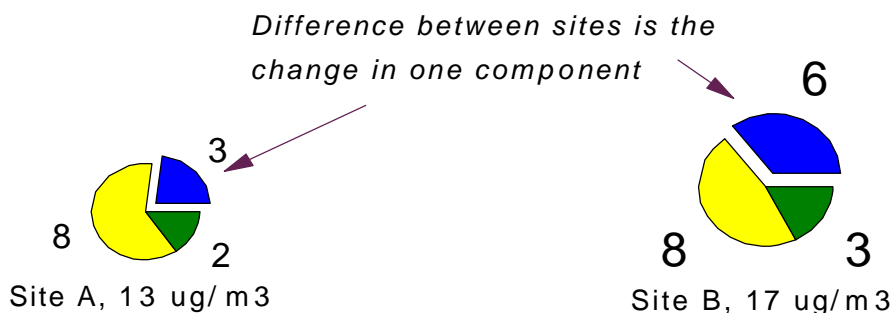 Difference between sites is the
change in one component
3
8
2
Site A, 13 ug/m3
6
8
3
Site B, 17 ug/m3